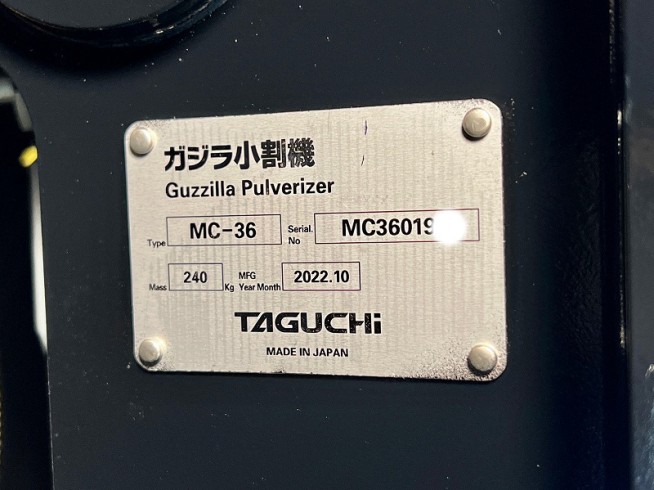 ガジラ小割機
Guzzilla Pulverizer
Type MC-36 Serial. No MC36019
Mass 240 Kg MFG Year Month 2022.10
TAGUCHi
MADE IN JAPAN